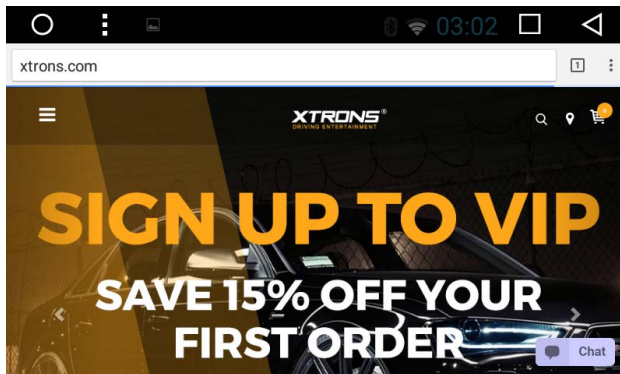 03:02
xtrons.com
1
XTRONS®
DRIVING ENTERTAINMENT
0
SIGN UP TO VIP
SAVE 15% OFF YOUR
FIRST ORDER
Chat